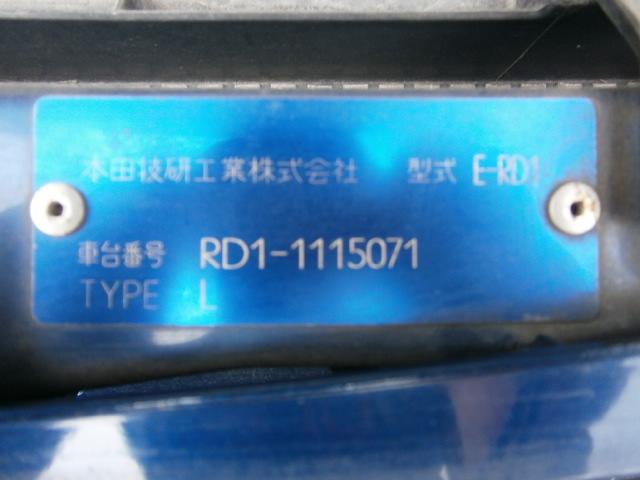 本田技研工業株式会社 型式 E-RD1
車台番号 RD1-1115071
TYPE L